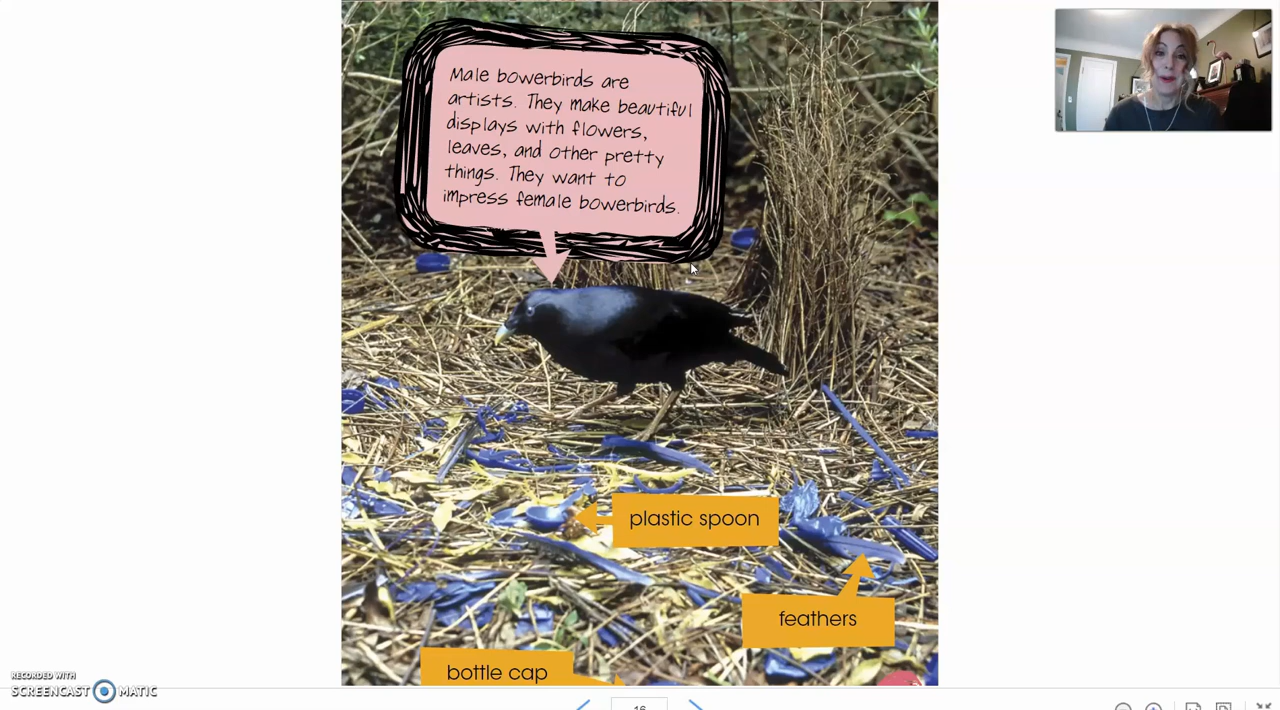 Male bowerbirds are
artists. They make beautiful
displays with flowers,
leaves, and other pretty
things. They want to
impress female bowerbirds.
plastic spoon
feathers
bottle cap
RECORDED WITH
SCREENCAST MATIC
16